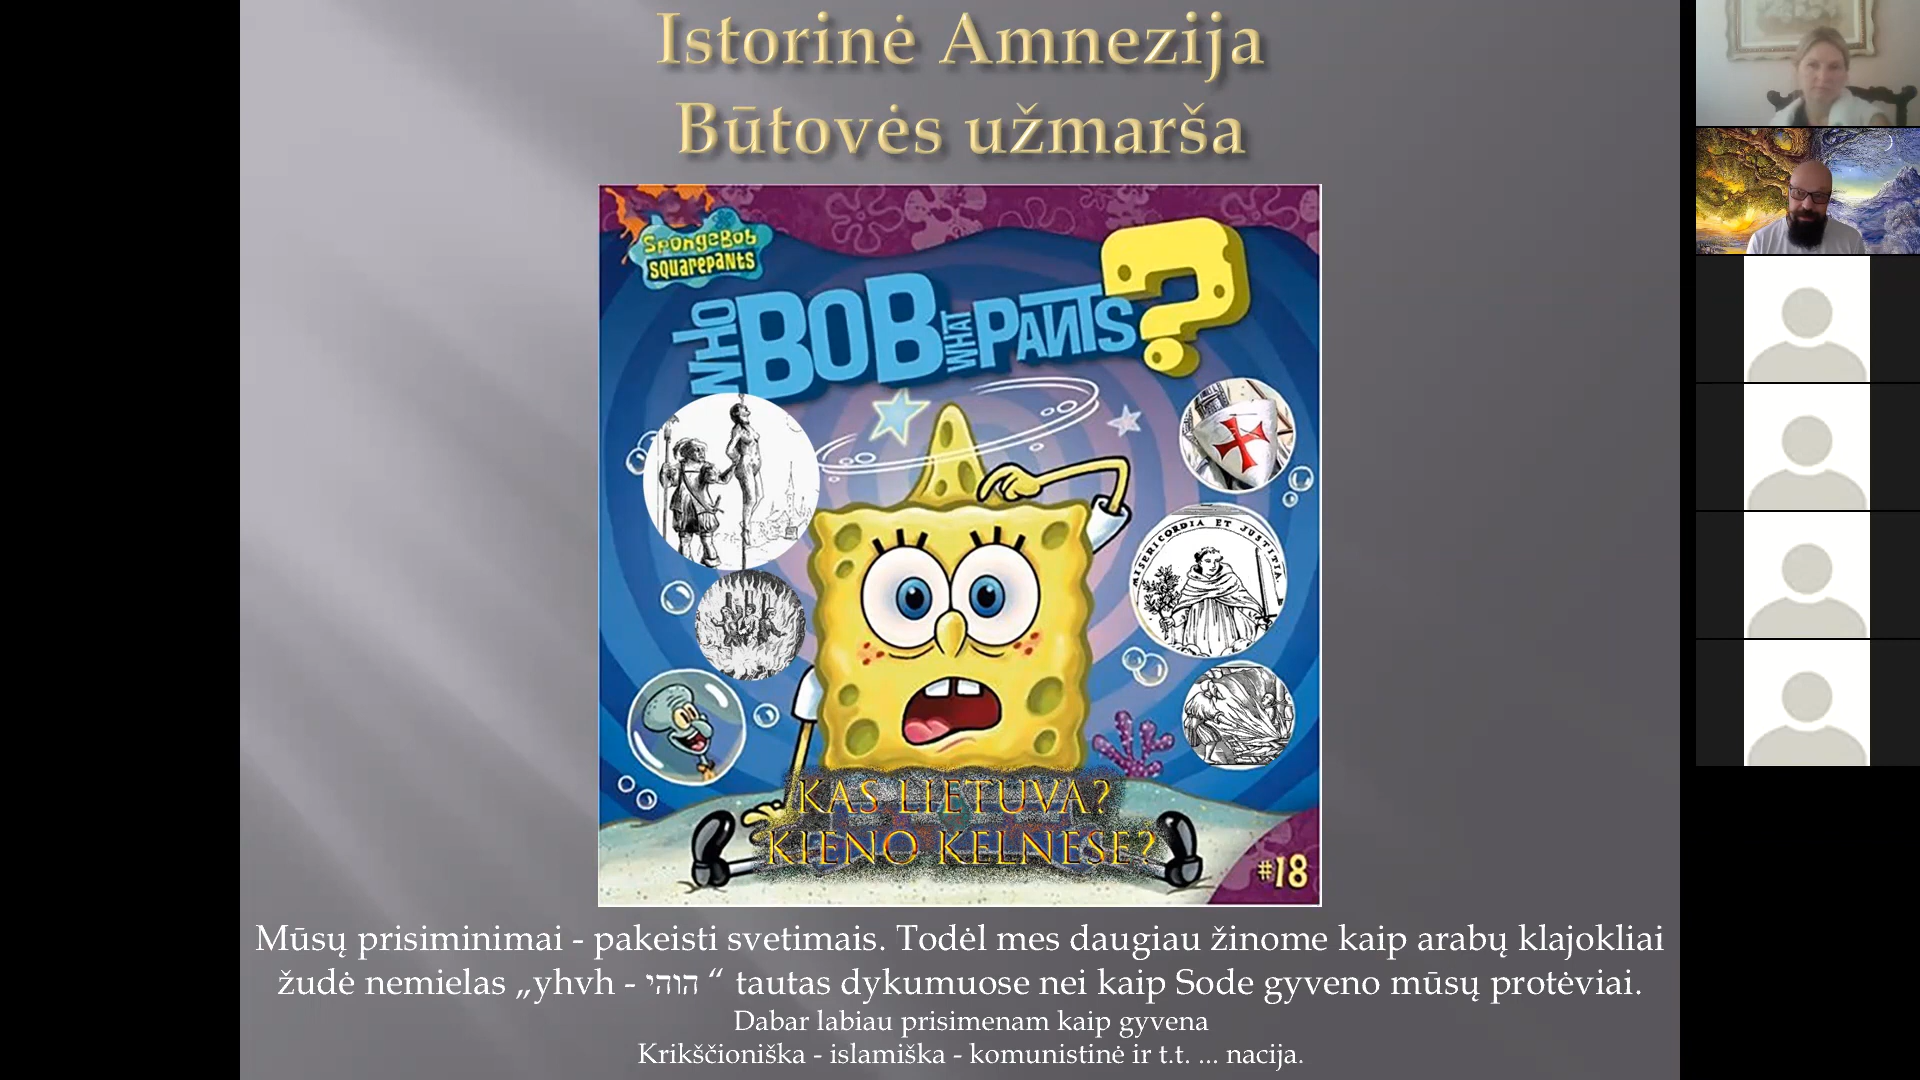 Istorinė Amnezija
Būtovės užmarša
SpongeBob
SquarePants
WHO BOB WHAT PANTS?
MISERICORDIA ET JUSTITIA.
KAS LIETUVA?
KIENO KELNĖSE?
#18
Mūsų prisiminimai - pakeisti svetimais. Todėl mes daugiau žinome kaip arabų klajokliai
žudė nemielas „yhvh - הוהי “ tautas dykumuose nei kaip Sode gyveno mūsų protėviai.
Dabar labiau prisimenam kaip gyvena
Krikščioniška - islamiška - komunistinė ir t.t. ... nacija.